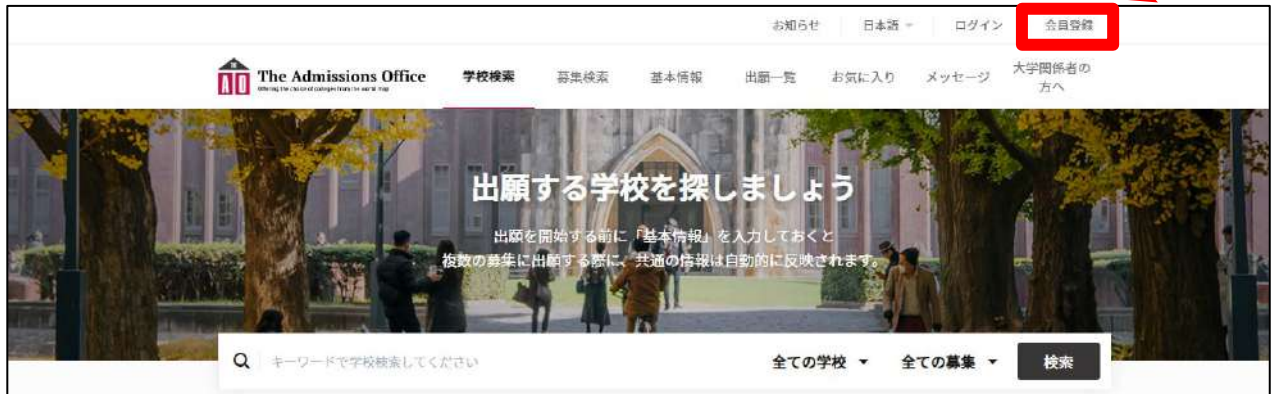 お知らせ 日本語 ログイン 会員登録
The Admissions Office 学校検索 募集検索 基本情報 出願一覧 お気に入り メッセージ 大学関係者の
方へ
Offering the choice of colleges from the world map
出願する学校を探しましょう
出願を開始する前に「基本情報」を入力しておくと
複数の募集に出願する際に、共通の情報は自動的に反映されます。
キーワードで学校検索してください 全ての学校 全ての募集 検索